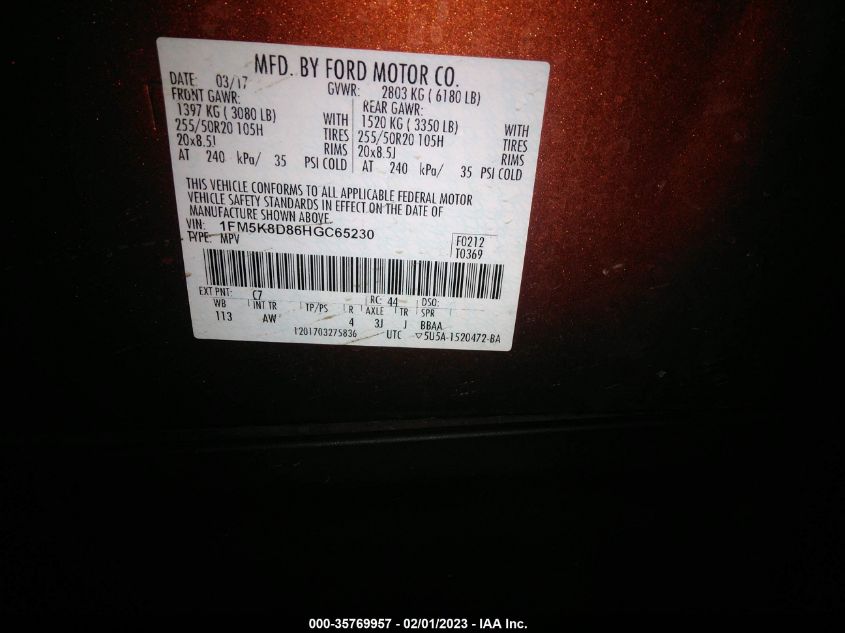 MFD. BY FORD MOTOR CO.
DATE: 03/17 GVWR: 2803 KG ( 6180 LB)
FRONT GAWR: REAR GAWR:
1397 KG ( 3080 LB) WITH 1520 KG ( 3350 LB) WITH
255/50R20 105H TIRES 255/50R20 105H TIRES
20x8.5J RIMS 20x8.5J RIMS
AT 240 kPa/ 35 PSI COLD AT 240 kPa/ 35 PSI COLD
THIS VEHICLE CONFORMS TO ALL APPLICABLE FEDERAL MOTOR
VEHICLE SAFETY STANDARDS IN EFFECT ON THE DATE OF
MANUFACTURE SHOWN ABOVE.
VIN: 1FM5K8D86HGC65230 F0212
TYPE: MPV T0369
EXT PNT: C7 RC: 44 DSO:
WB INT TR TP/PS R AXLE TR SPR
113 AW 4 3J J BBAA
1201703275836 UTC ▽5U5A-1520472-BA
000-35769957 - 02/01/2023 - IAA Inc.